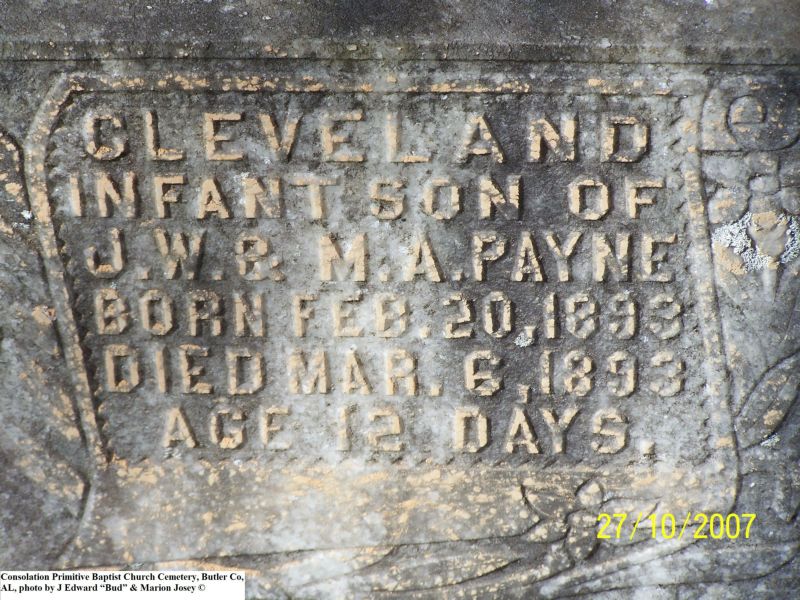 CLEVELAND
INFANT SON OF
J.W.& M.A.PAYNE
BORN FEB.20,1893
DIED MAR.6,1893
AGE 12 DAYS.
27/10/2007
Consolation Primitive Baptist Church Cemetery, Butler Co,
AL, photo by J Edward “Bud” & Marion Josey ©